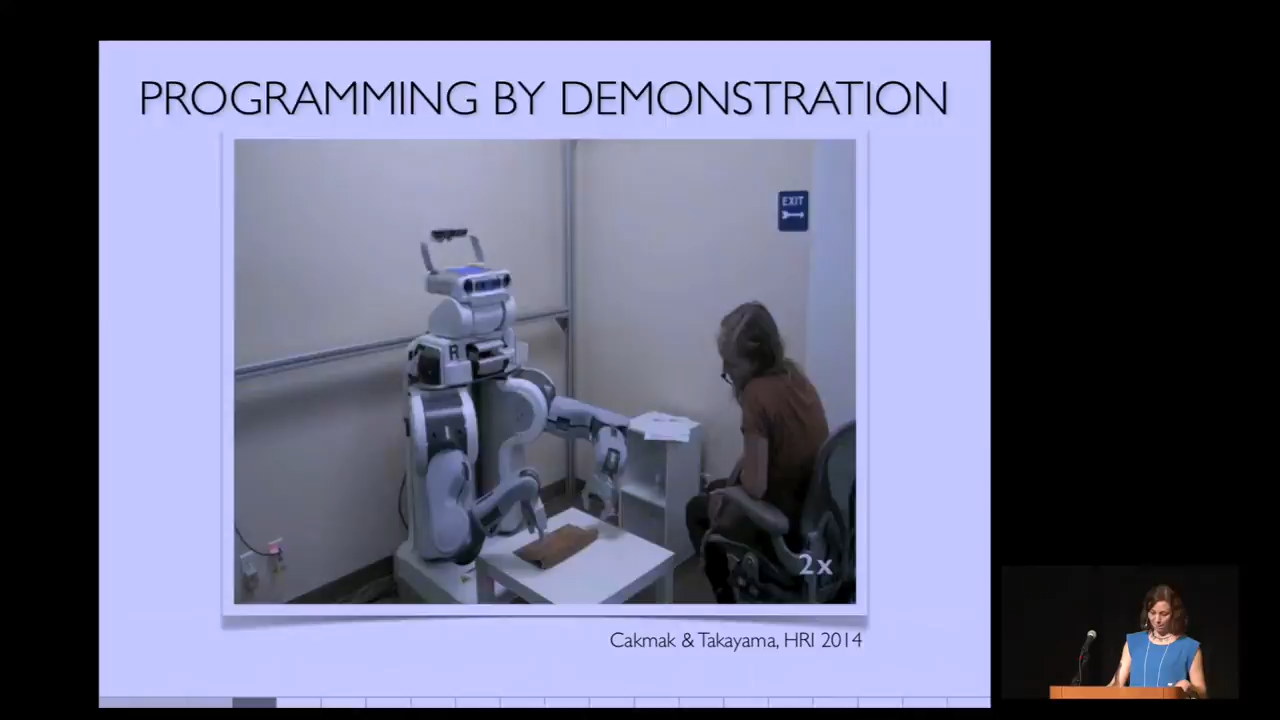 PROGRAMMING BY DEMONSTRATION
EXIT
R
2x
Cakmak & Takayama, HRI 2014